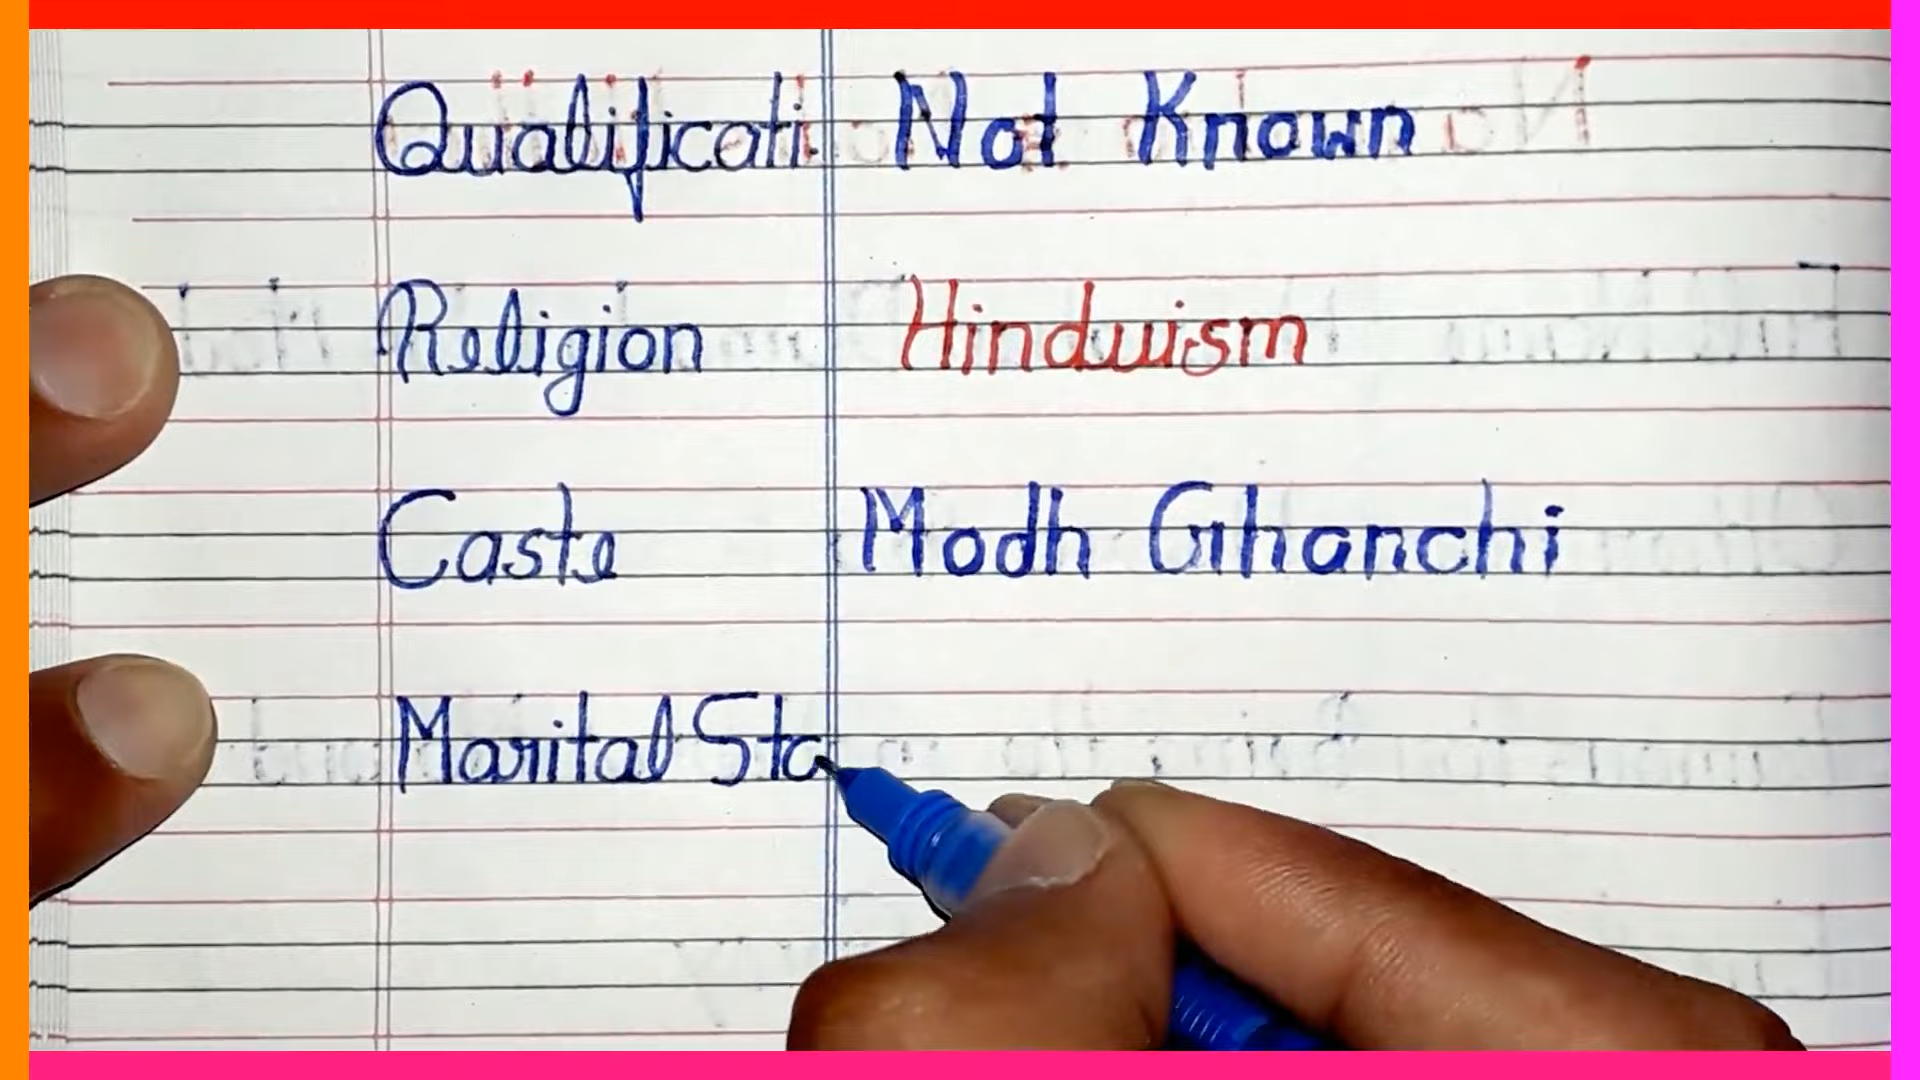 Qualificati Not Known
Religion Hinduism
Caste Modh Ghanchi
Marital Sta